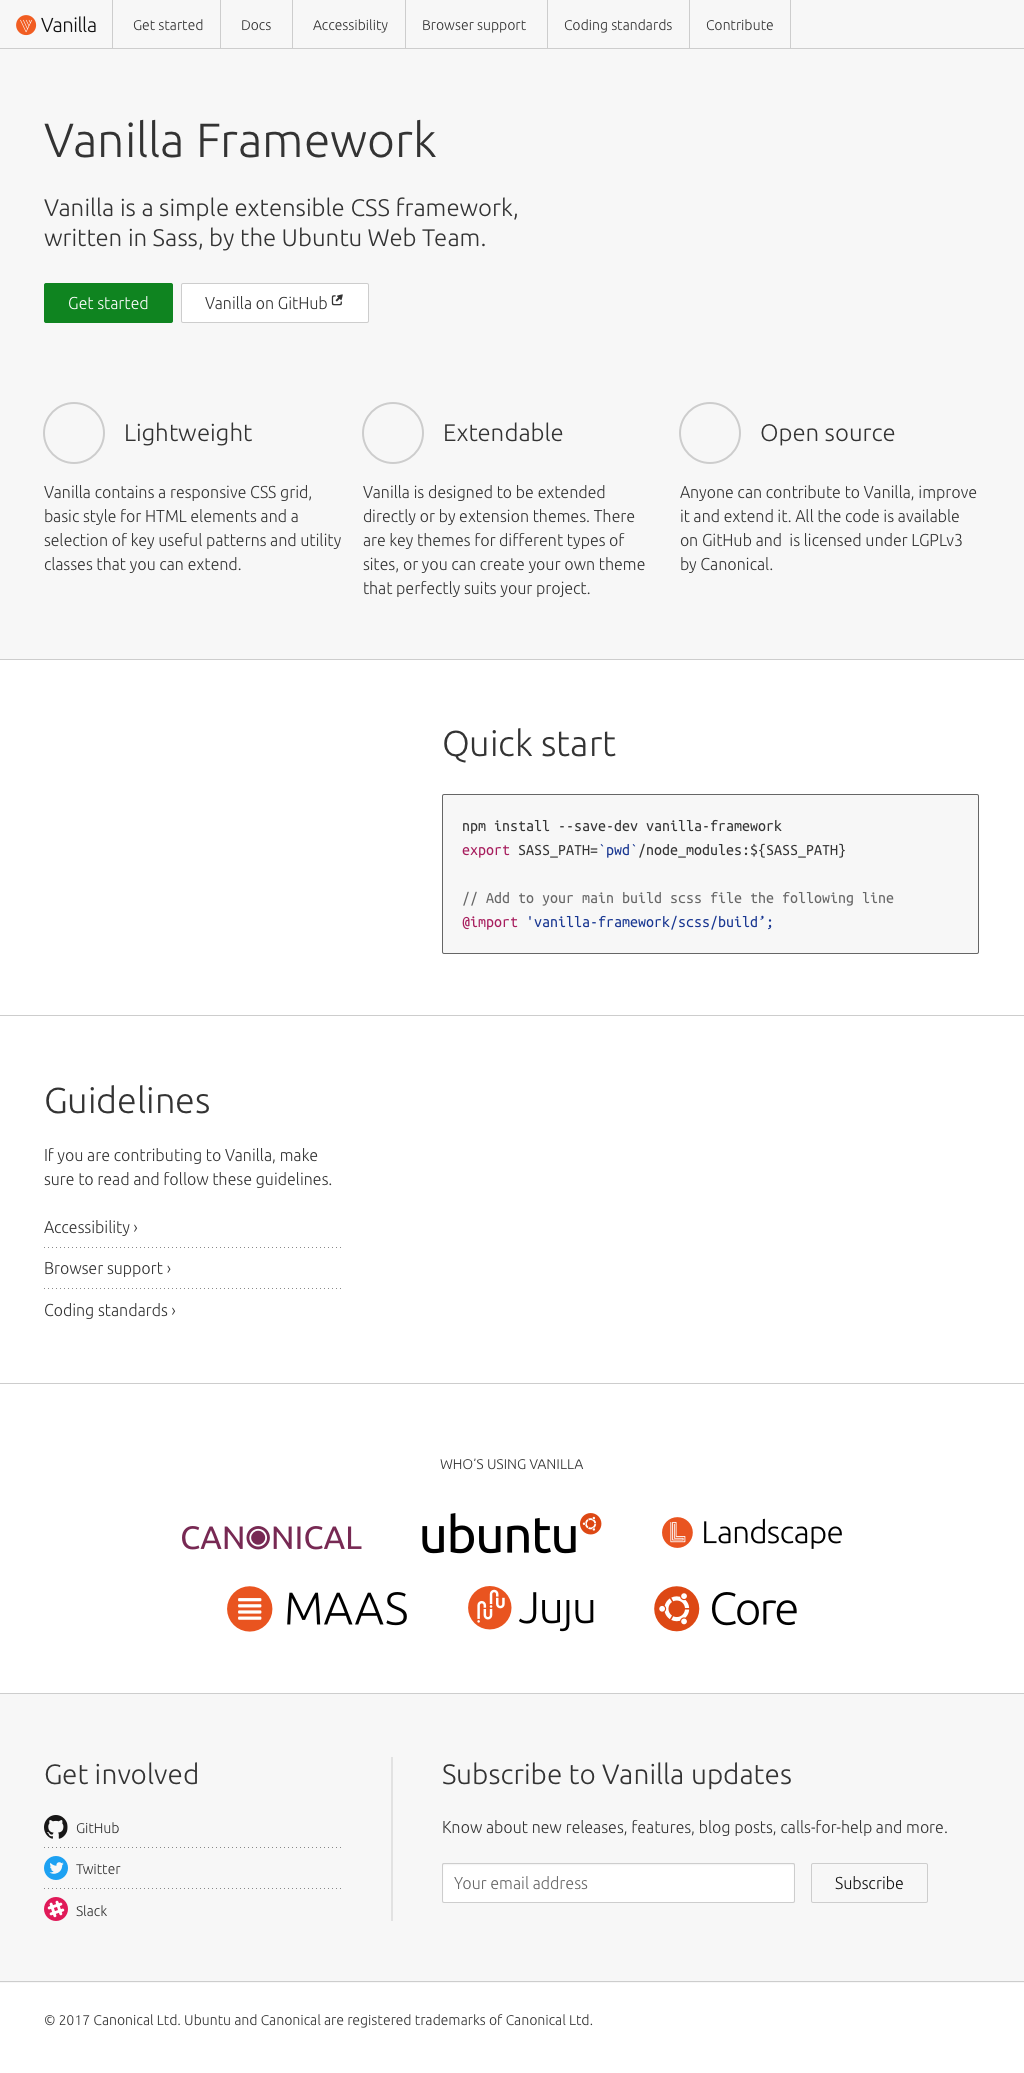 Vanilla
Get started
Docs
Accessibility
Browser support
Coding standards
Contribute
Vanilla Framework
Vanilla is a simple extensible CSS framework,
written in Sass, by the Ubuntu Web Team.
Get started
Vanilla on GitHub
Lightweight
Vanilla contains a responsive CSS grid,
basic style for HTML elements and a
selection of key useful patterns and utility
classes that you can extend.
Extendable
Vanilla is designed to be extended
directly or by extension themes. There
are key themes for different types of
sites, or you can create your own theme
that perfectly suits your project.
Open source
Anyone can contribute to Vanilla, improve
it and extend it. All the code is available
on GitHub and  is licensed under LGPLv3
by Canonical.
Quick start
npm install --save-dev vanilla-framework
export SASS_PATH=`pwd`/node_modules:${SASS_PATH}
// Add to your main build scss file the following line
@import 'vanilla-framework/scss/build’;
Guidelines
If you are contributing to Vanilla, make
sure to read and follow these guidelines.
Accessibility ›
Browser support ›
Coding standards ›
WHO’S USING VANILLA
CANONICAL
ubuntu
Landscape
MAAS
Juju
Core
Get involved
GitHub
Twitter
Slack
Subscribe to Vanilla updates
Know about new releases, features, blog posts, calls-for-help and more.
Your email address
Subscribe
© 2017 Canonical Ltd. Ubuntu and Canonical are registered trademarks of Canonical Ltd.